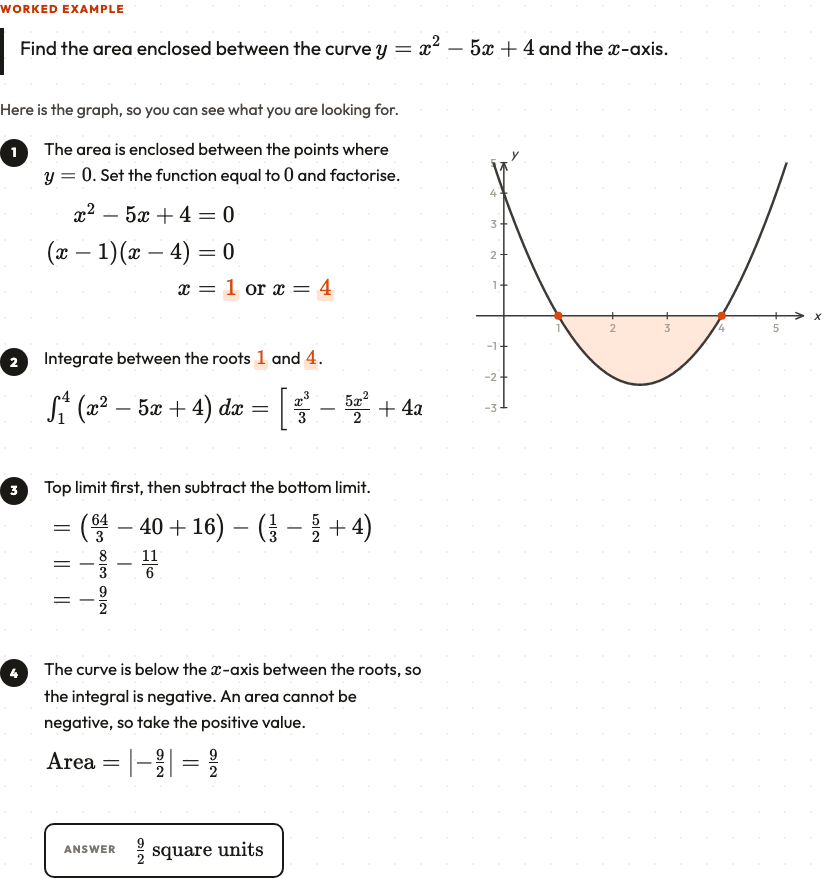 WORKED EXAMPLE
Find the area enclosed between the curve y = x² − 5x + 4 and the x-axis.
Here is the graph, so you can see what you are looking for.
1 The area is enclosed between the points where
y = 0. Set the function equal to 0 and factorise.
x² − 5x + 4 = 0
(x − 1)(x − 4) = 0
x = 1 or x = 4
2 Integrate between the roots 1 and 4.
∫₁⁴ (x² − 5x + 4) dx = [ x³/3 − 5x²/2 + 4x
3 Top limit first, then subtract the bottom limit.
= (64/3 − 40 + 16) − (1/3 − 5/2 + 4)
= −8/3 − 11/6
= −9/2
4 The curve is below the x-axis between the roots, so
the integral is negative. An area cannot be
negative, so take the positive value.
Area = |−9/2| = 9/2
ANSWER 9/2 square units
y
5
4
3
2
1
1 2 3 4 5 x
−1
−2
−3